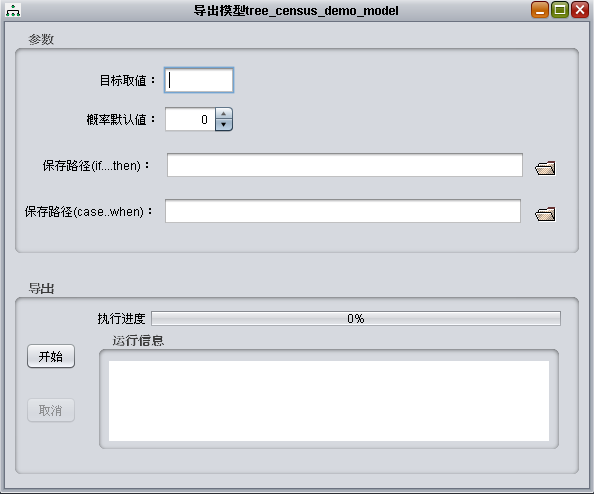 导出模型tree_census_demo_model
参数
目标取值：
概率默认值： 0
保存路径(if....then)：
保存路径(case..when)：
导出
执行进度 0%
运行信息
开始
取消